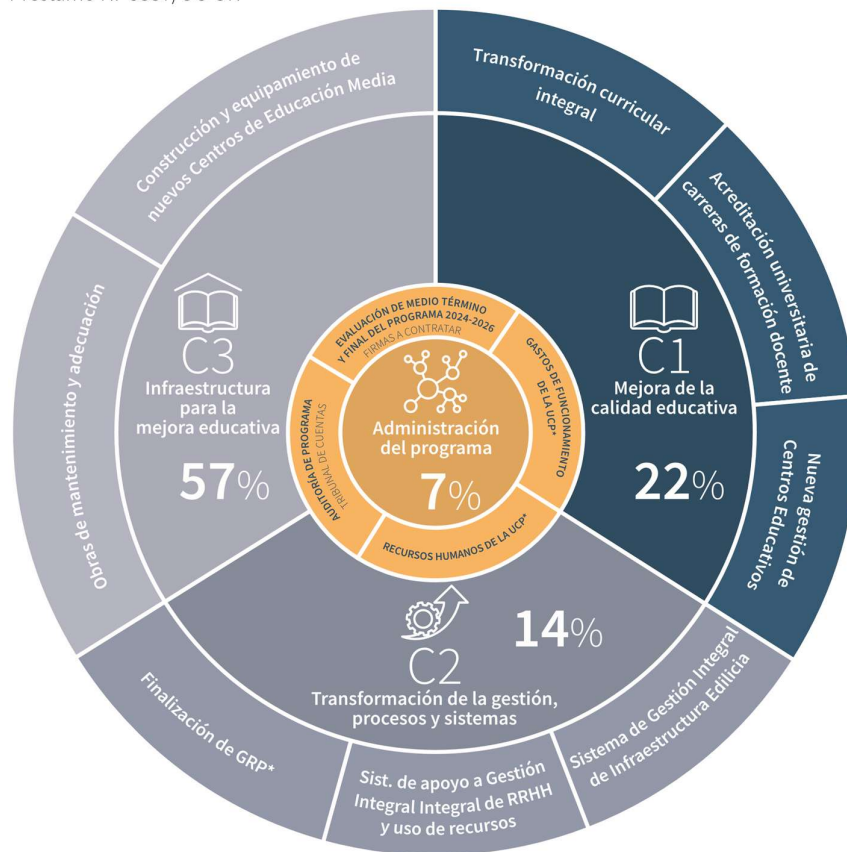 Transformación curricular
integral
Acreditación universitaria de
carreras de formación docente
Nueva gestión de
Centros Educativos
Sistema de Gestión Integral
de Infraestructura Edilicia
Sist. de apoyo a Gestión
Integral Integral de RRHH
y uso de recursos
Finalización de GRP*
Obras de mantenimiento y adecuación
Construcción y equipamiento de
nuevos Centros de Educación Media
C1
Mejora de la
calidad educativa
22%
C2
14%
Transformación de la gestión,
procesos y sistemas
C3
Infraestructura
para la
mejora educativa
57%
EVALUACIÓN DE MEDIO TÉRMINO
Y FINAL DEL PROGRAMA 2024-2026
FIRMAS A CONTRATAR
GASTOS DE FUNCIONAMIENTO
DE LA UCP*
RECURSOS HUMANOS DE LA UCP*
AUDITORÍA DE PROGRAMA
TRIBUNAL DE CUENTAS
Administración
del programa
7%